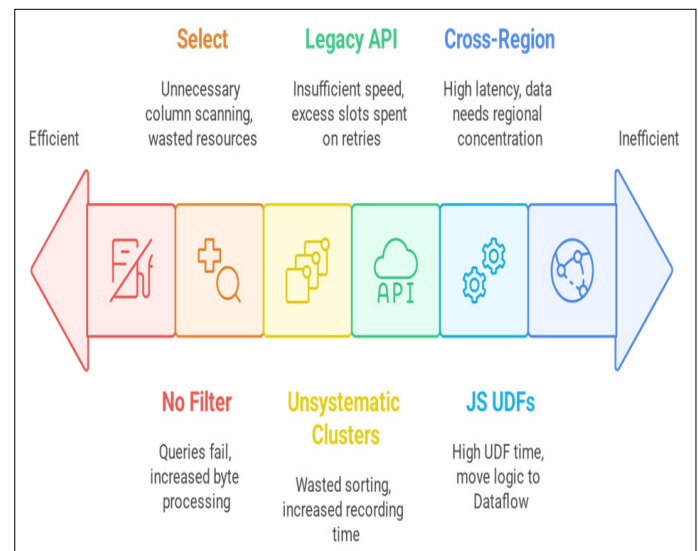 Select
Unnecessary
column scanning,
wasted resources
Legacy API
Insufficient speed,
excess slots spent
on retries
Cross-Region
High latency, data
needs regional
concentration
Efficient
Inefficient
API
No Filter
Queries fail,
increased byte
processing
Unsystematic
Clusters
Wasted sorting,
increased recording
time
JS UDFs
High UDF time,
move logic to
Dataflow